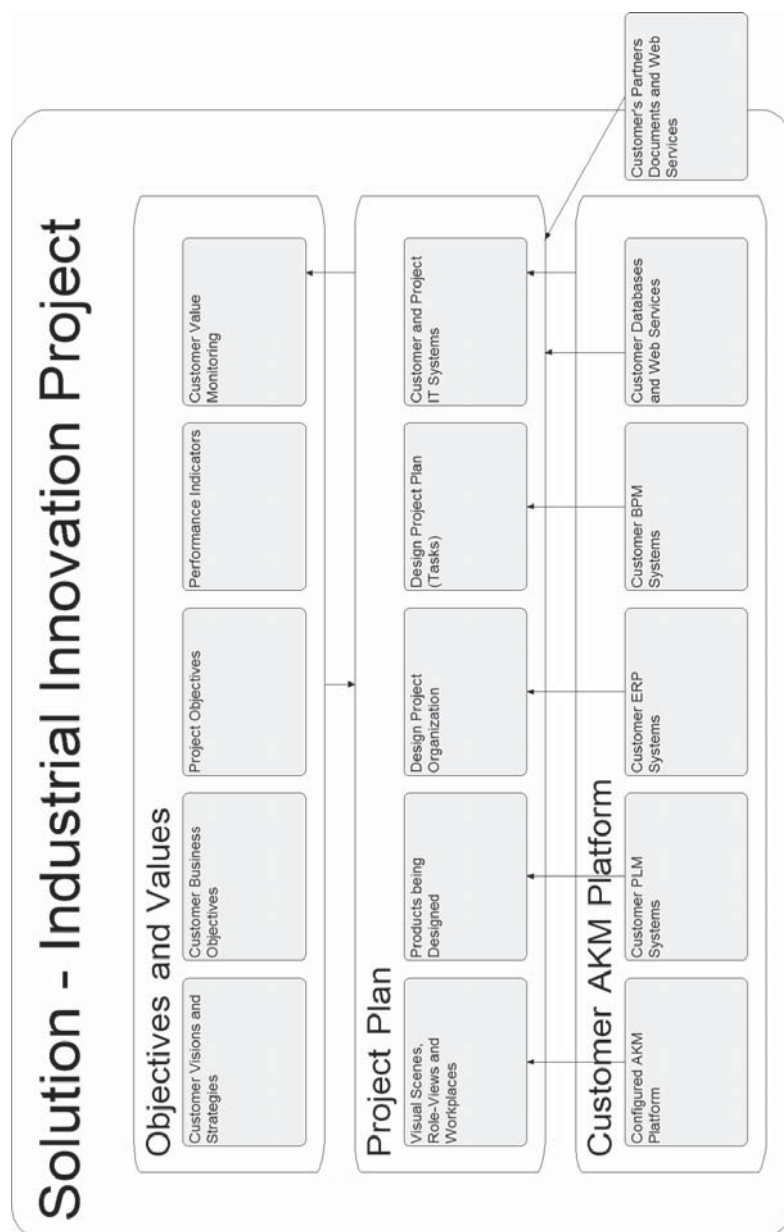 Solution - Industrial Innovation Project
Objectives and Values
Customer Visions and
Strategies
Customer Business
Objectives
Project Objectives
Performance Indicators
Customer Value
Monitoring
Project Plan
Visual Scenes,
Role-Views and
Workplaces
Products being
Designed
Design Project
Organization
Design Project Plan
(Tasks)
Customer and Project
IT Systems
Customer AKM Platform
Configured AKM
Platform
Customer PLM
Systems
Customer ERP
Systems
Customer BPM
Systems
Customer Databases
and Web Services
Customer's Partners
Documents and Web
Services